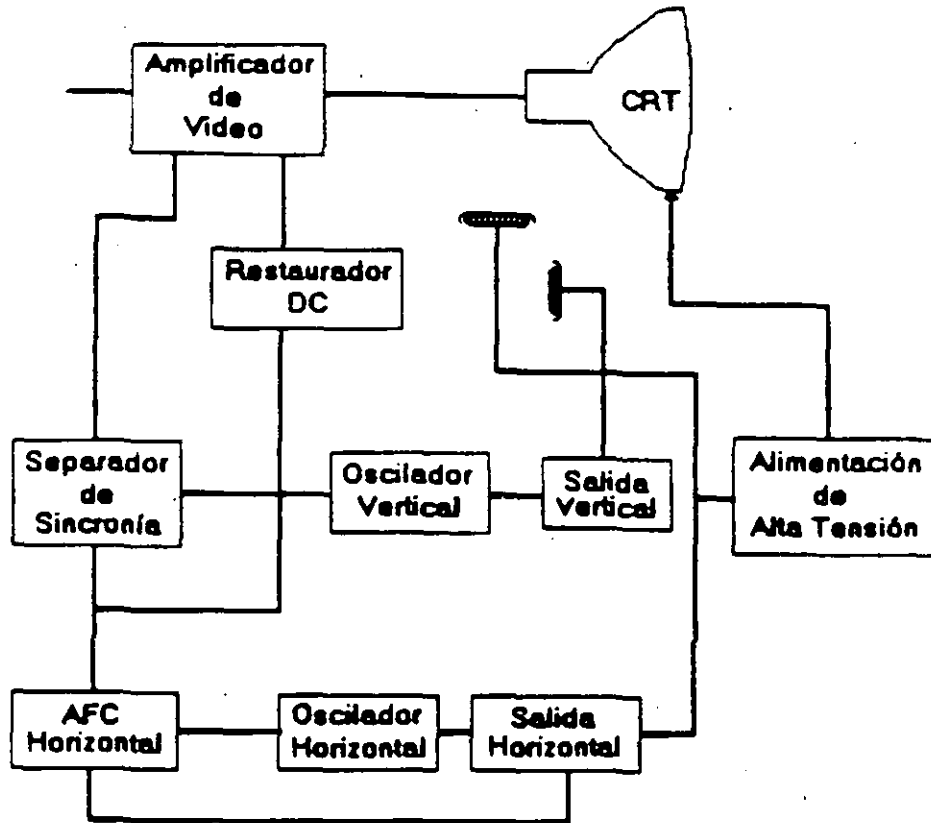 Amplificador
de
Video
CRT
Restaurador
DC
Separador
de
Sincronía
Oscilador
Vertical
Salida
Vertical
Alimentación
de
Alta Tensión
AFC
Horizontal
Oscilador
Horizontal
Salida
Horizontal